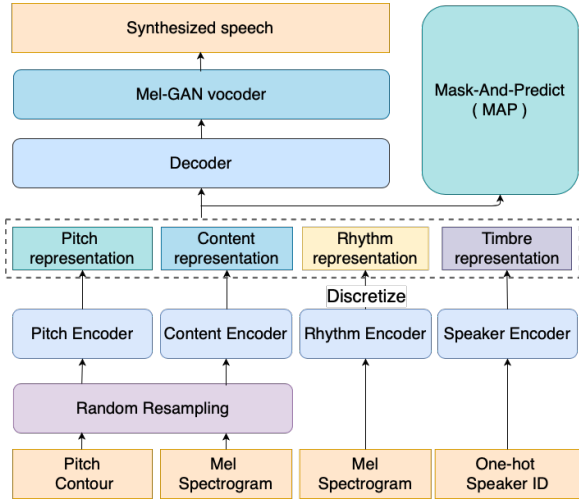 Synthesized speech
Mel-GAN vocoder
Mask-And-Predict
( MAP )
Decoder
Pitch
representation
Content
representation
Rhythm
representation
Timbre
representation
Discretize
Pitch Encoder
Content Encoder
Rhythm Encoder
Speaker Encoder
Random Resampling
Pitch
Contour
Mel
Spectrogram
Mel
Spectrogram
One-hot
Speaker ID